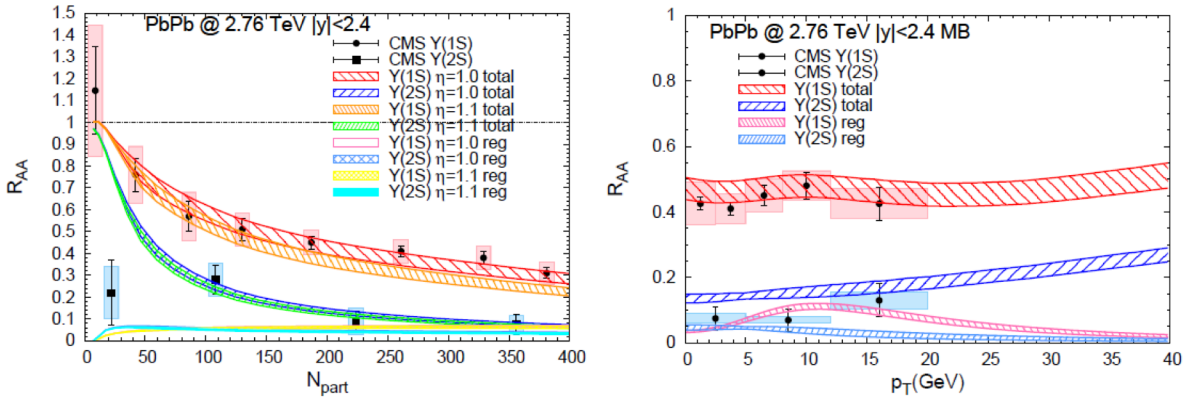 PbPb @ 2.76 TeV |y|<2.4
CMS Y(1S)
CMS Y(2S)
Y(1S) η=1.0 total
Y(2S) η=1.0 total
Y(1S) η=1.1 total
Y(2S) η=1.1 total
Y(1S) η=1.0 reg
Y(2S) η=1.0 reg
Y(1S) η=1.1 reg
Y(2S) η=1.1 reg
1.5
1.4
1.3
1.2
1.1
1
0.9
0.8
0.7
0.6
0.5
0.4
0.3
0.2
0.1
0
R_AA
0 50 100 150 200 250 300 350 400
N_part
PbPb @ 2.76 TeV |y|<2.4 MB
CMS Y(1S)
CMS Y(2S)
Y(1S) total
Y(2S) total
Y(1S) reg
Y(2S) reg
1
0.8
0.6
0.4
0.2
0
R_AA
0 5 10 15 20 25 30 35 40
p_T(GeV)